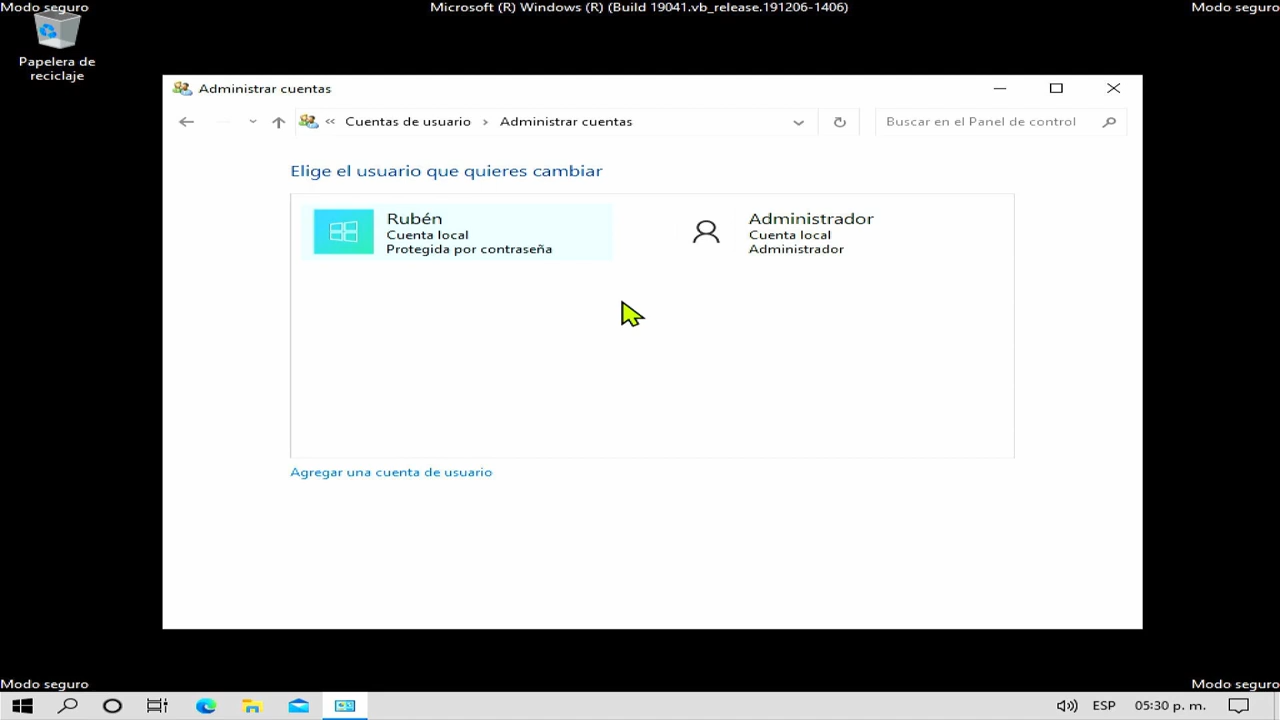 Modo seguro
Microsoft (R) Windows (R) (Build 19041.vb_release.191206-1406)
Modo seguro
Papelera de
reciclaje
Administrar cuentas
« Cuentas de usuario › Administrar cuentas
Buscar en el Panel de control
Elige el usuario que quieres cambiar
Rubén
Cuenta local
Protegida por contraseña
Administrador
Cuenta local
Administrador
Agregar una cuenta de usuario
Modo seguro
Modo seguro
ESP
05:30 p. m.